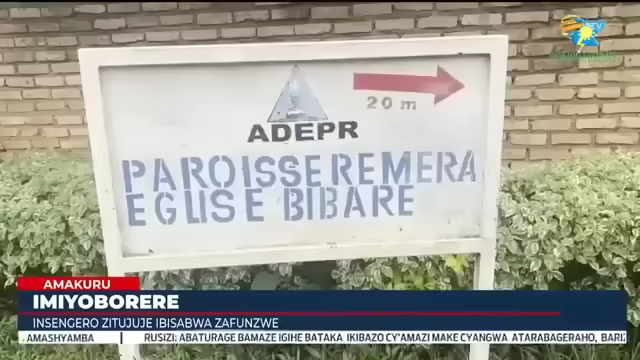 20 m
ADEPR
PAROISSE REMERA
EGLISE BIBARE
AMAKURU
IMIYOBORERE
INSENGERO ZITUJUJE IBISABWA ZAFUNZWE
AMASHYAMBA RUSIZI: ABATURAGE BAMAZE IGIHE BATAKA IKIBAZO CY'AMAZI MAKE CYANGWA ATARABAGERAHO, BARI